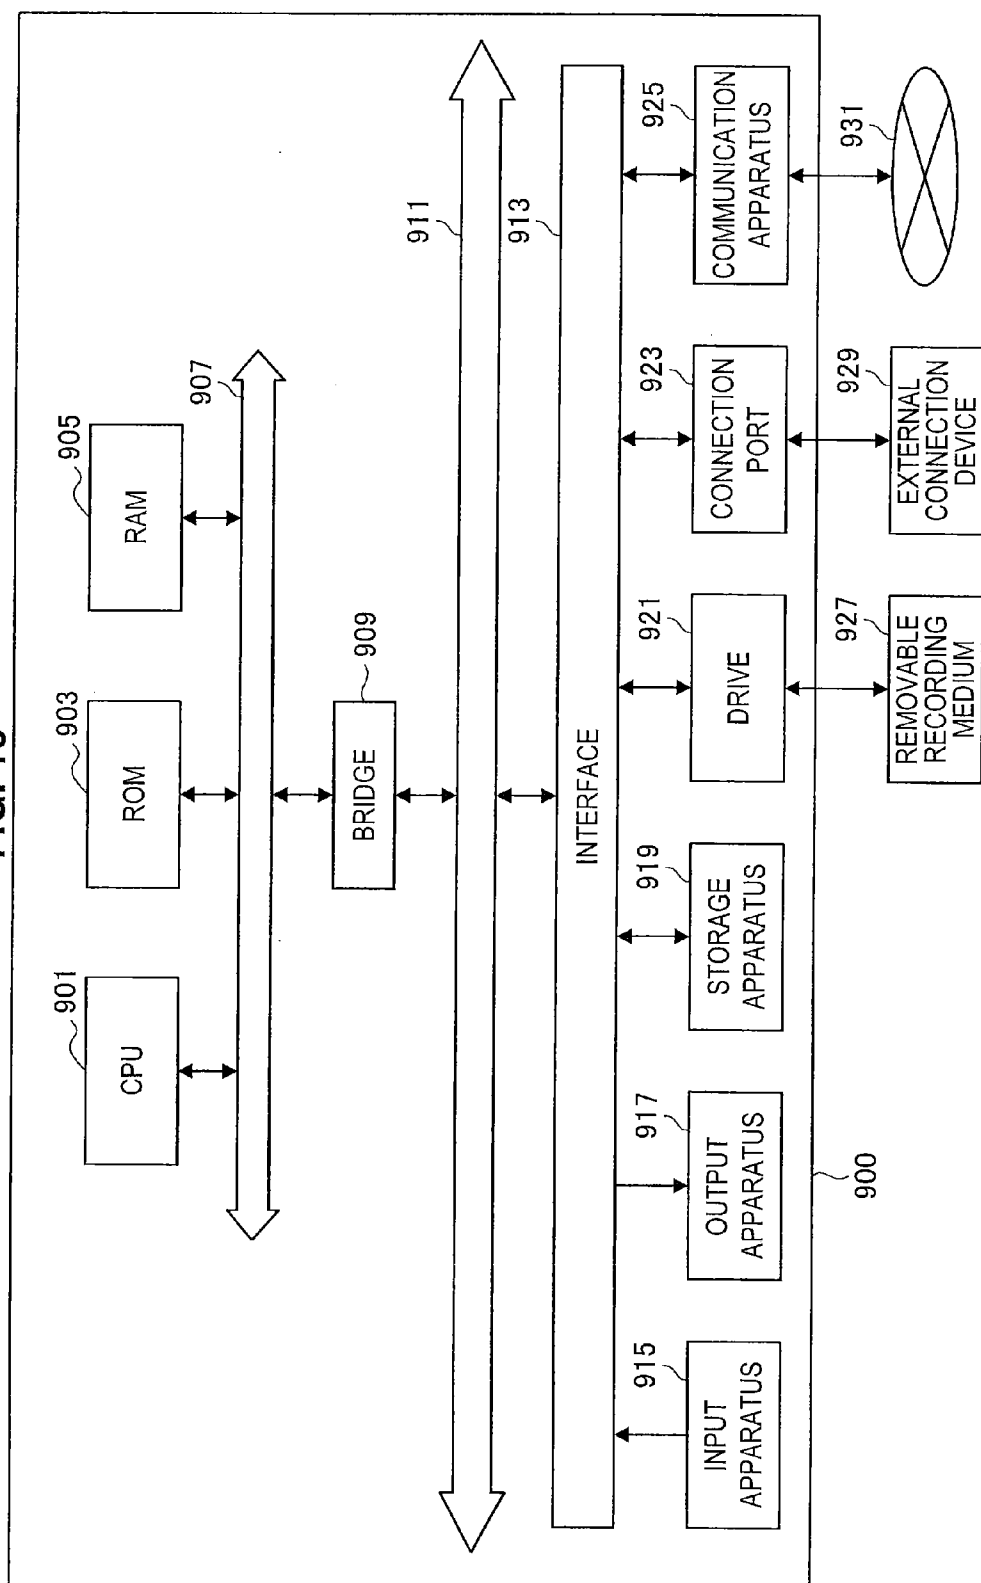 901
CPU
903
ROM
905
RAM
907
909
BRIDGE
911
913
INTERFACE
915
INPUT
APPARATUS
917
OUTPUT
APPARATUS
919
STORAGE
APPARATUS
921
DRIVE
923
CONNECTION
PORT
925
COMMUNICATION
APPARATUS
900
927
REMOVABLE
RECORDING
MEDIUM
929
EXTERNAL
CONNECTION
DEVICE
931